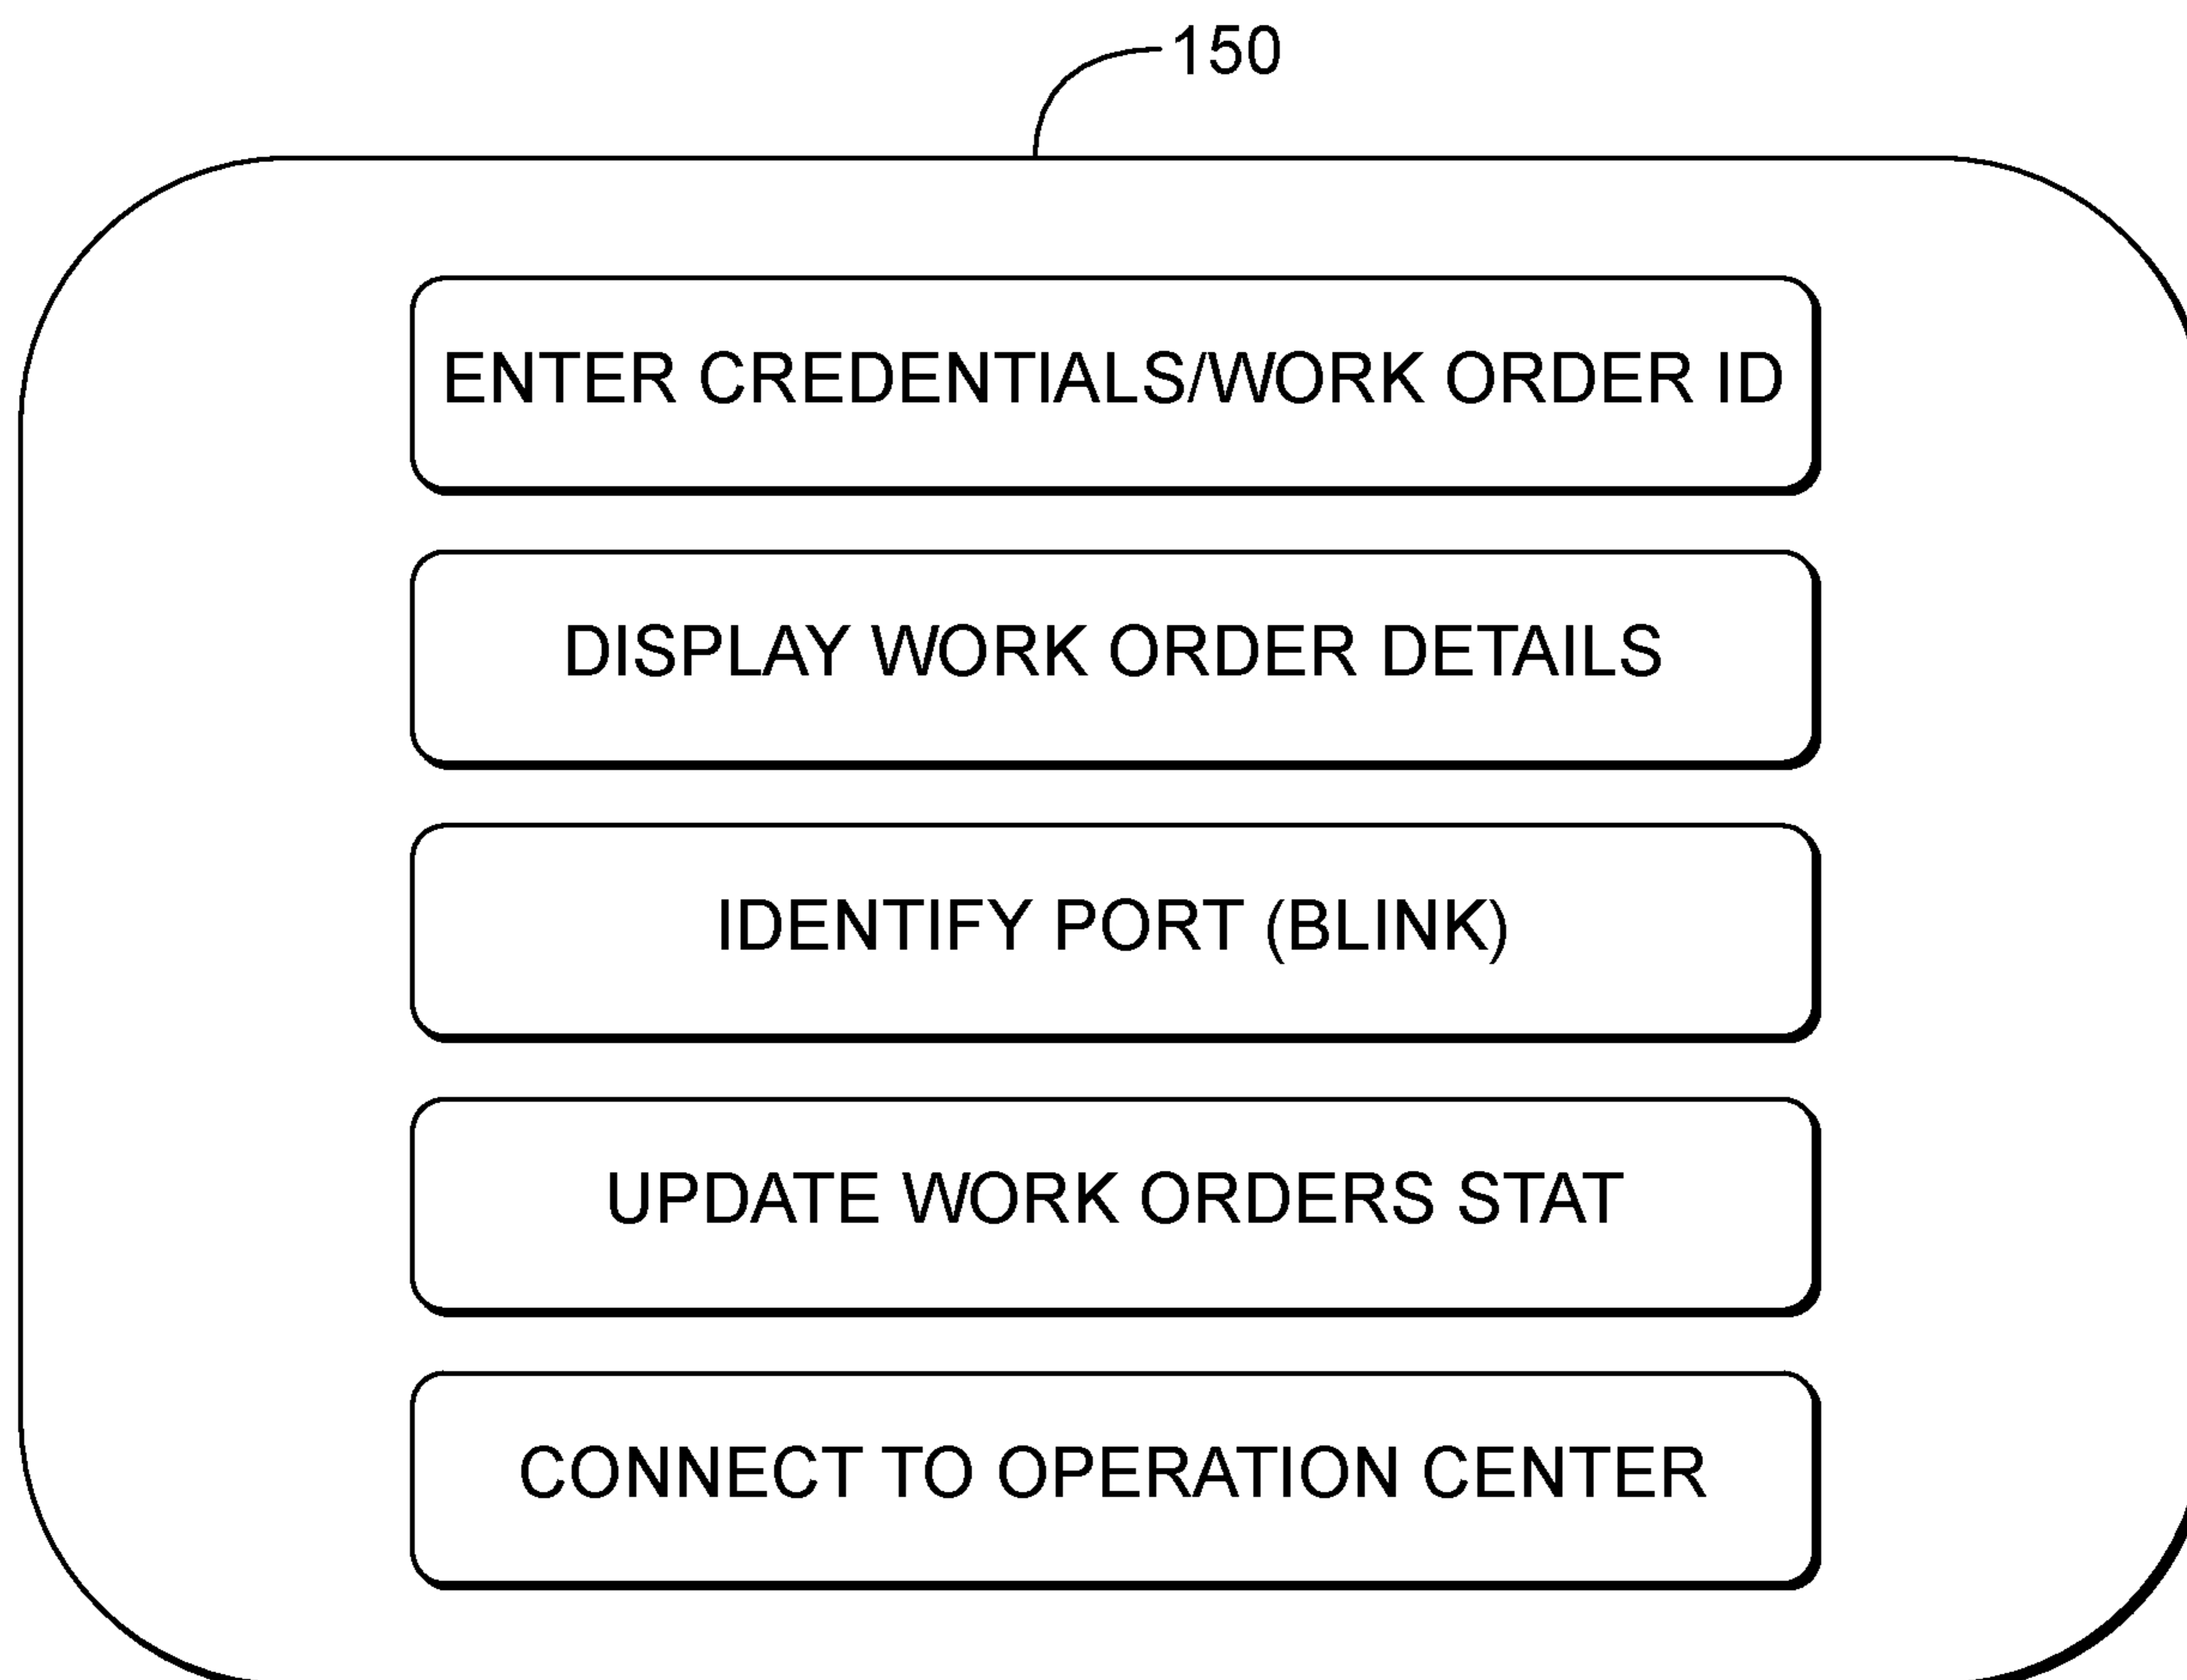 150
ENTER CREDENTIALS/WORK ORDER ID
DISPLAY WORK ORDER DETAILS
IDENTIFY PORT (BLINK)
UPDATE WORK ORDERS STAT
CONNECT TO OPERATION CENTER